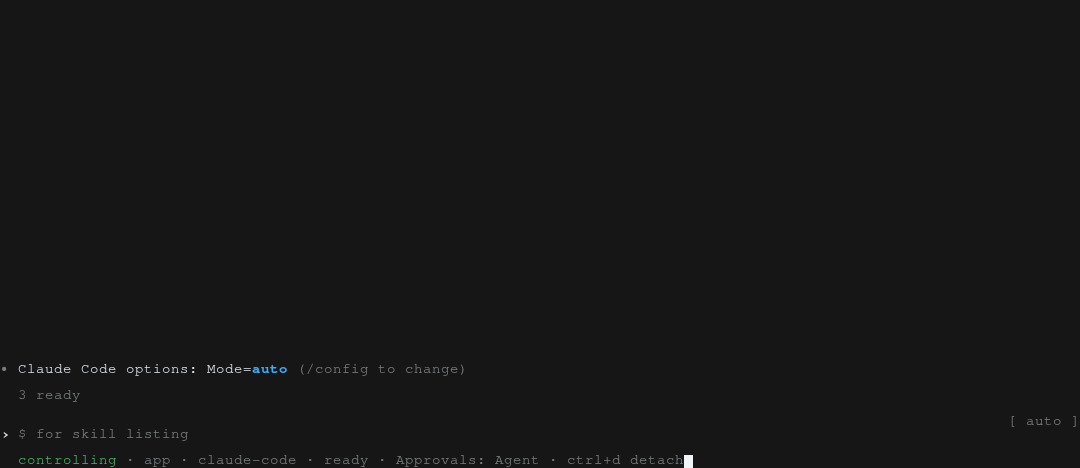 • Claude Code options: Mode=auto (/config to change)
3 ready
[ auto ]
› $ for skill listing
controlling · app · claude-code · ready · Approvals: Agent · ctrl+d detach